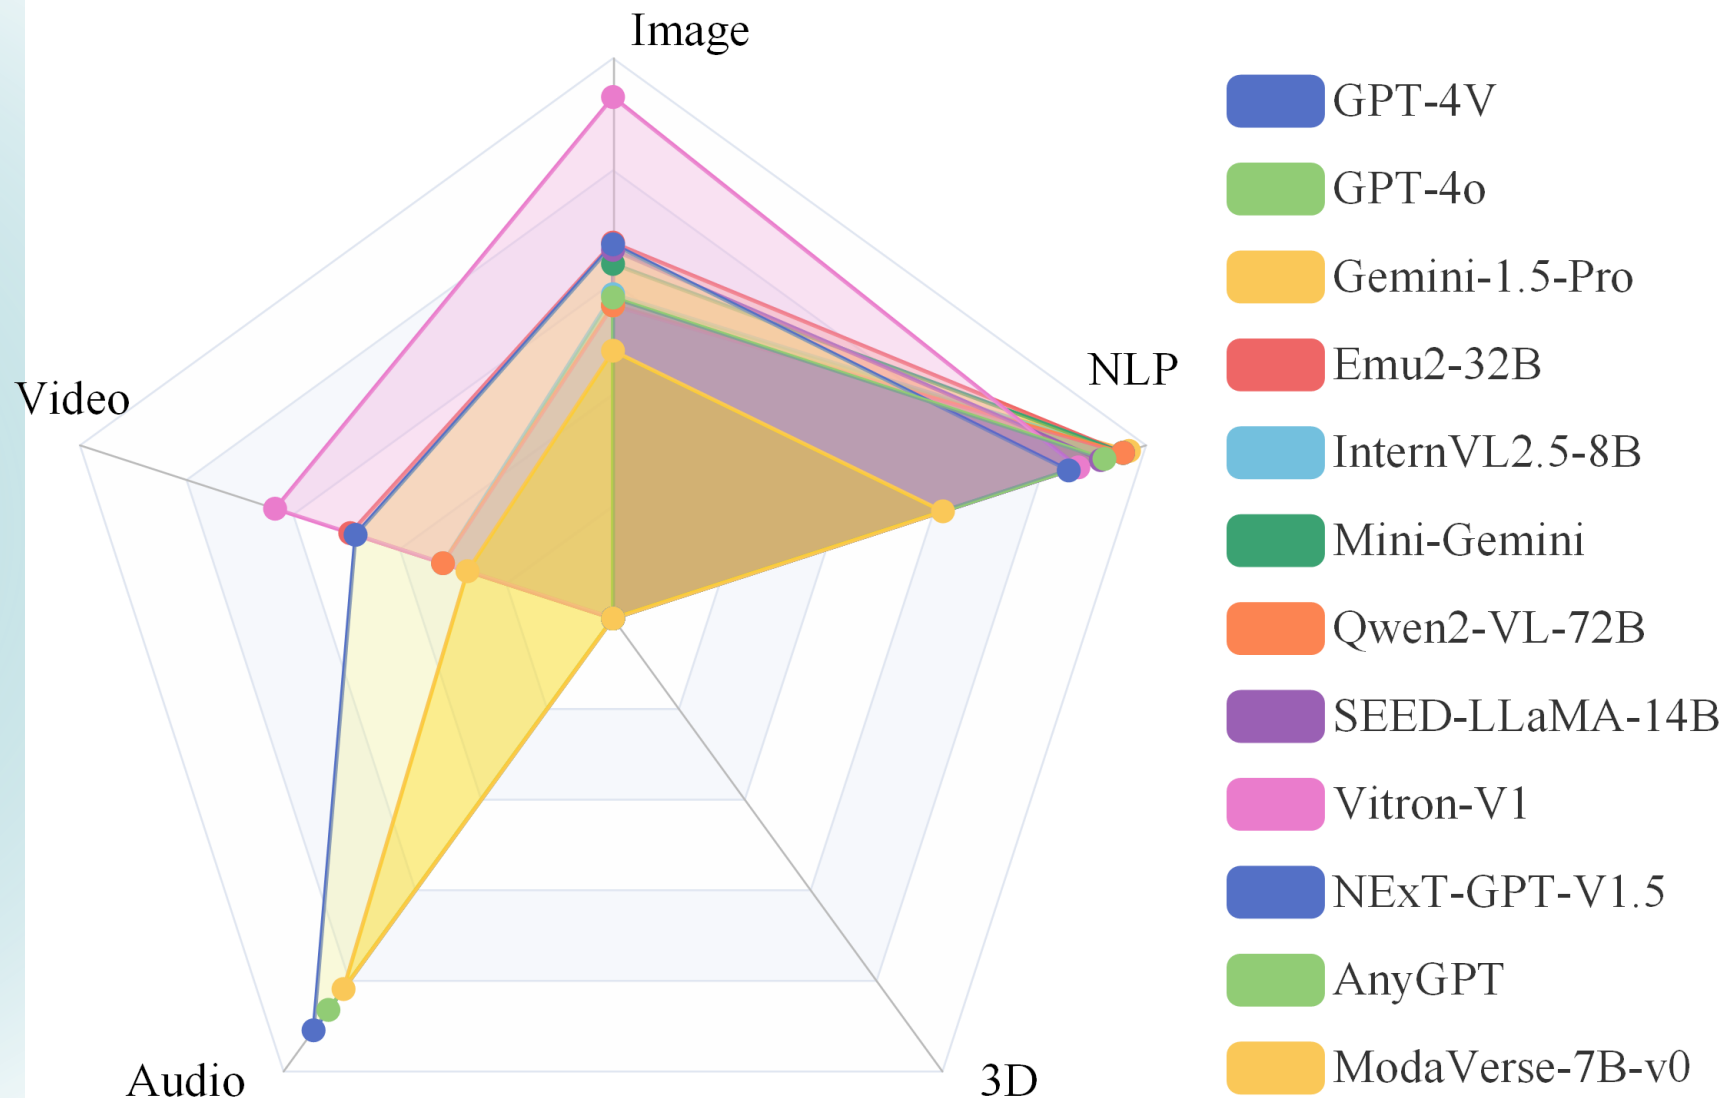 Image
NLP
Video
Audio
3D
GPT-4V
GPT-4o
Gemini-1.5-Pro
Emu2-32B
InternVL2.5-8B
Mini-Gemini
Qwen2-VL-72B
SEED-LLaMA-14B
Vitron-V1
NExT-GPT-V1.5
AnyGPT
ModaVerse-7B-v0